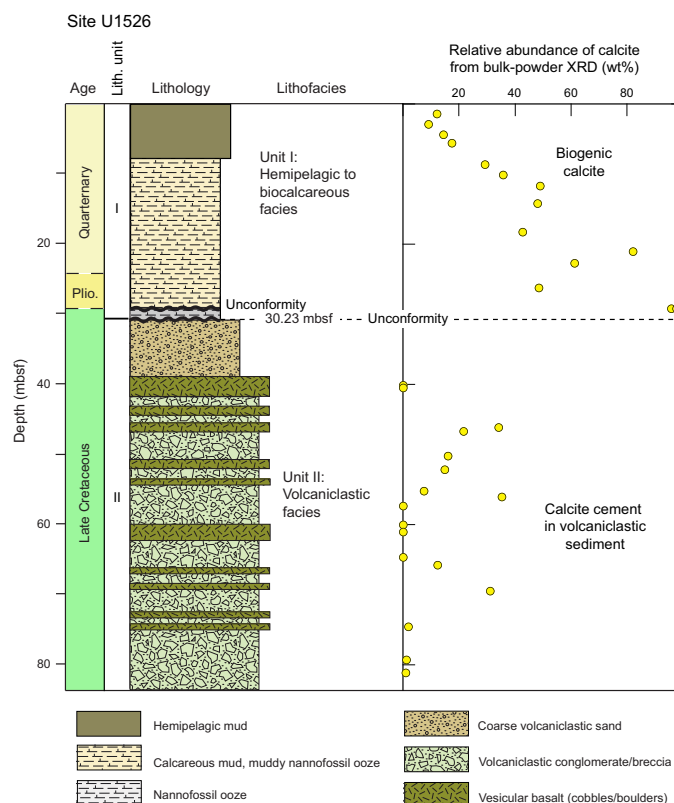 Site U1526
Relative abundance of calcite
from bulk-powder XRD (wt%)
Age
Lith. unit
Lithology
Lithofacies
20
40
60
80
Quarternary
Plio.
Late Cretaceous
I
II
Unit I:
Hemipelagic to
biocalcareous
facies
Biogenic
calcite
Unconformity
30.23 mbsf
Unconformity
Depth (mbsf)
20
40
60
80
Unit II:
Volcaniclastic
facies
Calcite cement
in volcaniclastic
sediment
Hemipelagic mud
Calcareous mud, muddy nannofossil ooze
Nannofossil ooze
Coarse volcaniclastic sand
Volcaniclastic conglomerate/breccia
Vesicular basalt (cobbles/boulders)